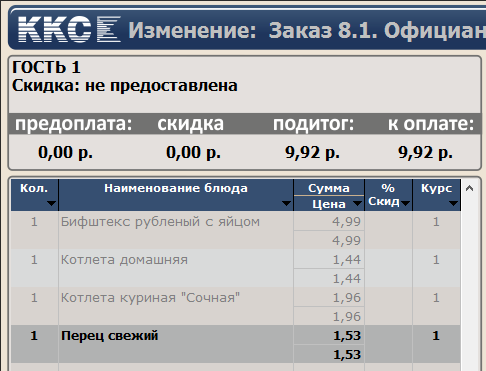 ККС Изменение: Заказ 8.1. Официан
ГОСТЬ 1
Скидка: не предоставлена
предоплата: скидка подитог: к оплате:
0,00 р. 0,00 р. 9,92 р. 9,92 р.
Кол. Наименование блюда Сумма % Курс
Цена Скид
1 Бифштекс рубленый с яйцом 4,99 1
4,99
1 Котлета домашняя 1,44 1
1,44
1 Котлета куриная "Сочная" 1,96 1
1,96
1 Перец свежий 1,53 1
1,53